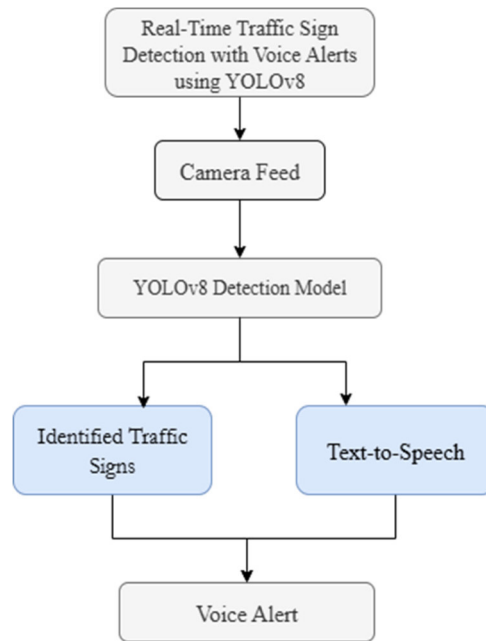 Real-Time Traffic Sign
Detection with Voice Alerts
using YOLOv8
Camera Feed
YOLOv8 Detection Model
Identified Traffic
Signs
Text-to-Speech
Voice Alert